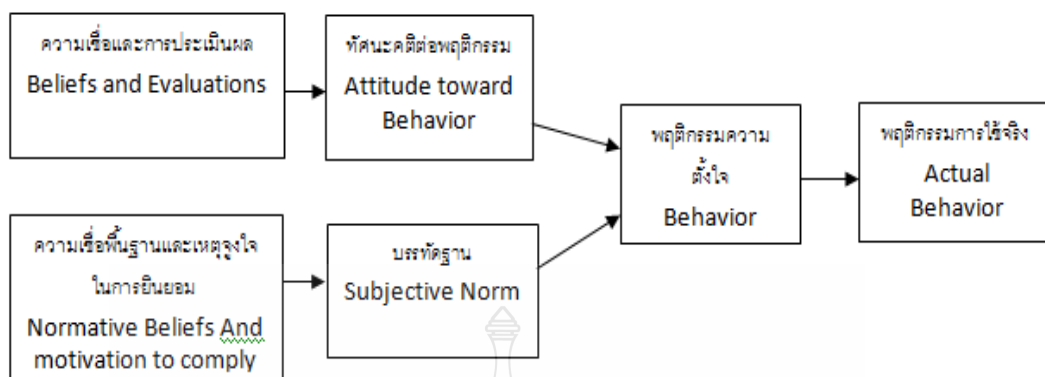 ความเชื่อและการประเมินผล
Beliefs and Evaluations
ทัศนะคติต่อพฤติกรรม
Attitude toward
Behavior
พฤติกรรมความ
ตั้งใจ
Behavior
พฤติกรรมการใช้จริง
Actual
Behavior
ความเชื่อพื้นฐานและเหตุจูงใจ
ในการยินยอม
Normative Beliefs And
motivation to comply
บรรทัดฐาน
Subjective Norm